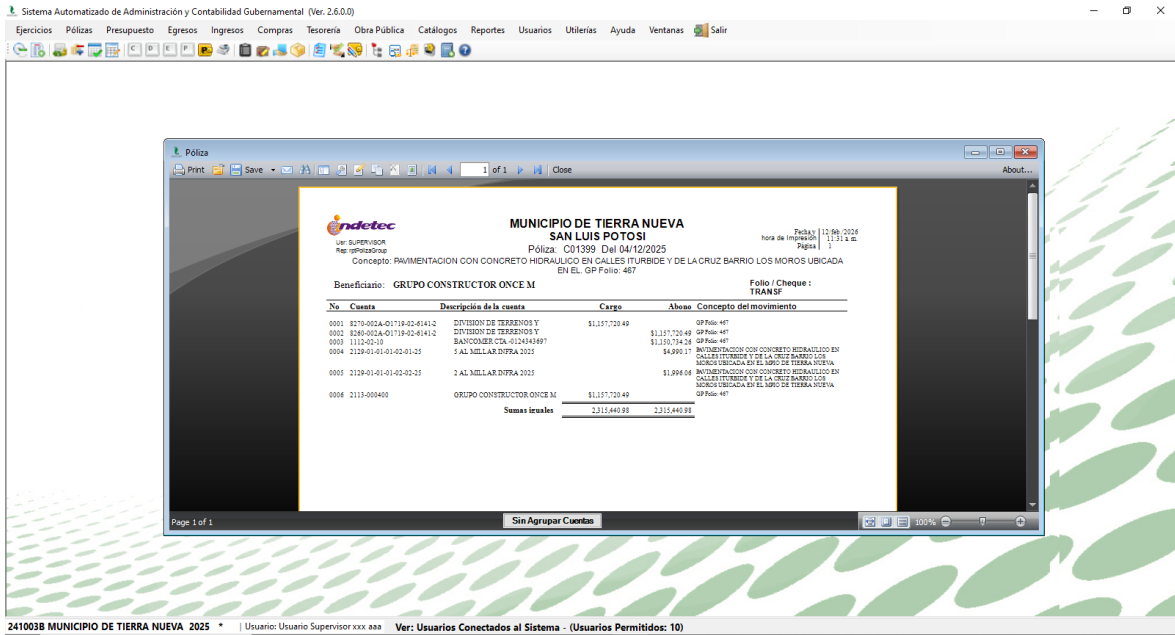 Sistema Automatizado de Administración y Contabilidad Gubernamental (Ver. 2.6.0.0)
Ejercicios Pólizas Presupuesto Egresos Ingresos Compras Tesorería Obra Pública Catálogos Reportes Usuarios Utilerías Ayuda Ventanas Salir
C D E P P
Póliza
Print Save 1 of 1 Close About...
indetec
MUNICIPIO DE TIERRA NUEVA
SAN LUIS POTOSI
Usr: SUPERVISOR
Rep: rptPolizaGroup
Fecha y 12/feb./2026
hora de Impresión 11:31 a. m.
Página 1
Póliza: C01399 Del 04/12/2025
Concepto: PAVIMENTACION CON CONCRETO HIDRAULICO EN CALLES ITURBIDE Y DE LA CRUZ BARRIO LOS MOROS UBICADA
EN EL. GP Folio: 467
Beneficiario: GRUPO CONSTRUCTOR ONCE M
Folio / Cheque :
TRANSF
No Cuenta Descripción de la cuenta Cargo Abono Concepto del movimiento
0001 8270-002A-O1719-02-6141-2 DIVISION DE TERRENOS Y $1,157,720.49 GP Folio: 467
0002 8260-002A-O1719-02-6141-2 DIVISION DE TERRENOS Y $1,157,720.49 GP Folio: 467
0003 1112-02-10 BANCOMER CTA -0124343697 $1,150,734.26 GP Folio: 467
0004 2129-01-01-01-02-01-25 5 AL MILLAR INFRA 2025 $4,990.17 PAVIMENTACION CON CONCRETO HIDRAULICO EN
CALLES ITURBIDE Y DE LA CRUZ BARRIO LOS
MOROS UBICADA EN EL MPIO DE TIERRA NUEVA
0005 2129-01-01-01-02-02-25 2 AL MILLAR INFRA 2025 $1,996.06 PAVIMENTACION CON CONCRETO HIDRAULICO EN
CALLES ITURBIDE Y DE LA CRUZ BARRIO LOS
MOROS UBICADA EN EL MPIO DE TIERRA NUEVA
0006 2113-000400 GRUPO CONSTRUCTOR ONCE M $1,157,720.49 GP Folio: 467
Sumas iguales 2,315,440.98 2,315,440.98
Page 1 of 1 Sin Agrupar Cuentas 100%
241003B MUNICIPIO DE TIERRA NUEVA 2025 * Usuario: Usuario Supervisor xxx aaa Ver: Usuarios Conectados al Sistema - (Usuarios Permitidos: 10)